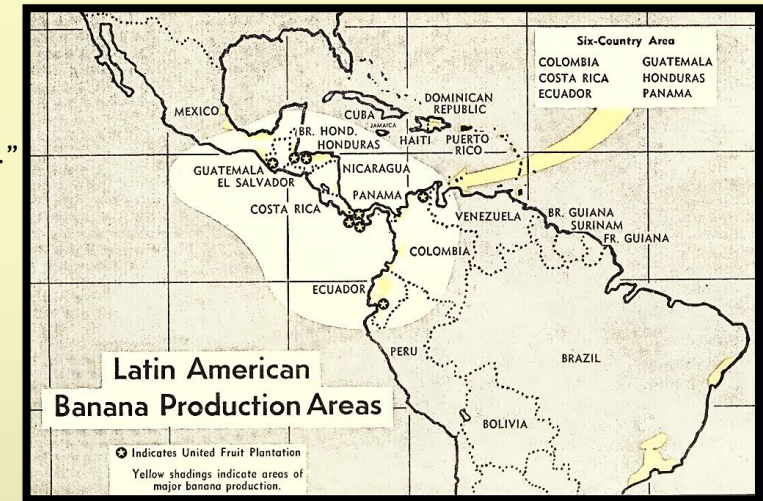 .”
Six-Country Area
COLOMBIA GUATEMALA
COSTA RICA HONDURAS
ECUADOR PANAMA
MEXICO
CUBA
JAMAICA
DOMINICAN
REPUBLIC
HAITI
PUERTO
RICO
BR. HOND.
HONDURAS
GUATEMALA
EL SALVADOR
NICARAGUA
PANAMA
COSTA RICA
VENEZUELA
BR. GUIANA
SURINAM
FR. GUIANA
COLOMBIA
ECUADOR
PERU
BRAZIL
BOLIVIA
Latin American
Banana Production Areas
Indicates United Fruit Plantation
Yellow shadings indicate areas of
major banana production.